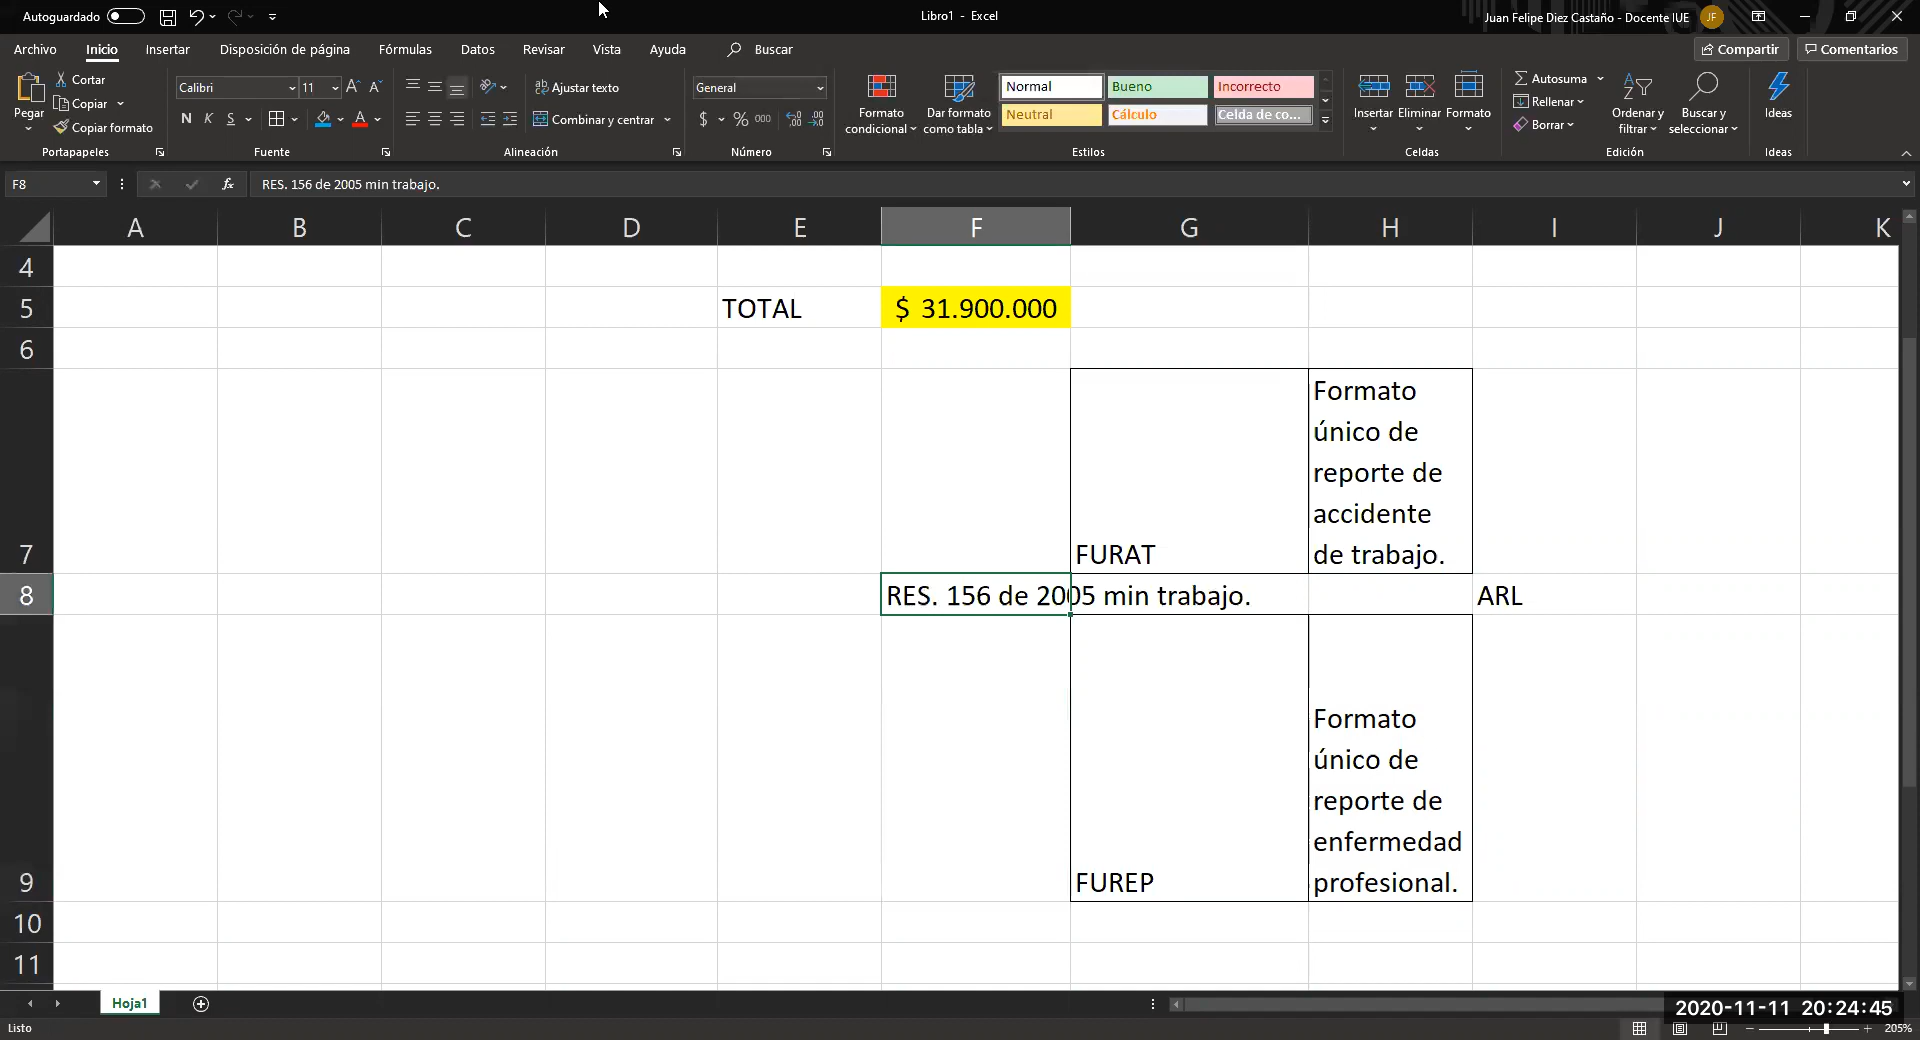 Autoguardado
Libro1 - Excel
Juan Felipe Diez Castaño - Docente IUE
JF
Archivo Inicio Insertar Disposición de página Fórmulas Datos Revisar Vista Ayuda Buscar
Compartir Comentarios
Pegar
Cortar
Copiar
Copiar formato
Portapapeles
Calibri 11
N K S
Fuente
Ajustar texto
Combinar y centrar
Alineación
General
$ % 000
Número
Formato condicional
Dar formato como tabla
Normal Bueno Incorrecto
Neutral Cálculo Celda de co...
Estilos
Insertar Eliminar Formato
Celdas
Autosuma
Rellenar
Borrar
Ordenar y filtrar
Buscar y seleccionar
Edición
Ideas
Ideas
F8
fx
RES. 156 de 2005 min trabajo.
A B C D E F G H I J K
4
5 TOTAL $ 31.900.000
6
Formato
único de
reporte de
accidente
7 FURAT de trabajo.
8 RES. 156 de 2005 min trabajo. ARL
Formato
único de
reporte de
enfermedad
9 FUREP profesional.
10
11
Hoja1
2020-11-11 20:24:45
Listo
205%